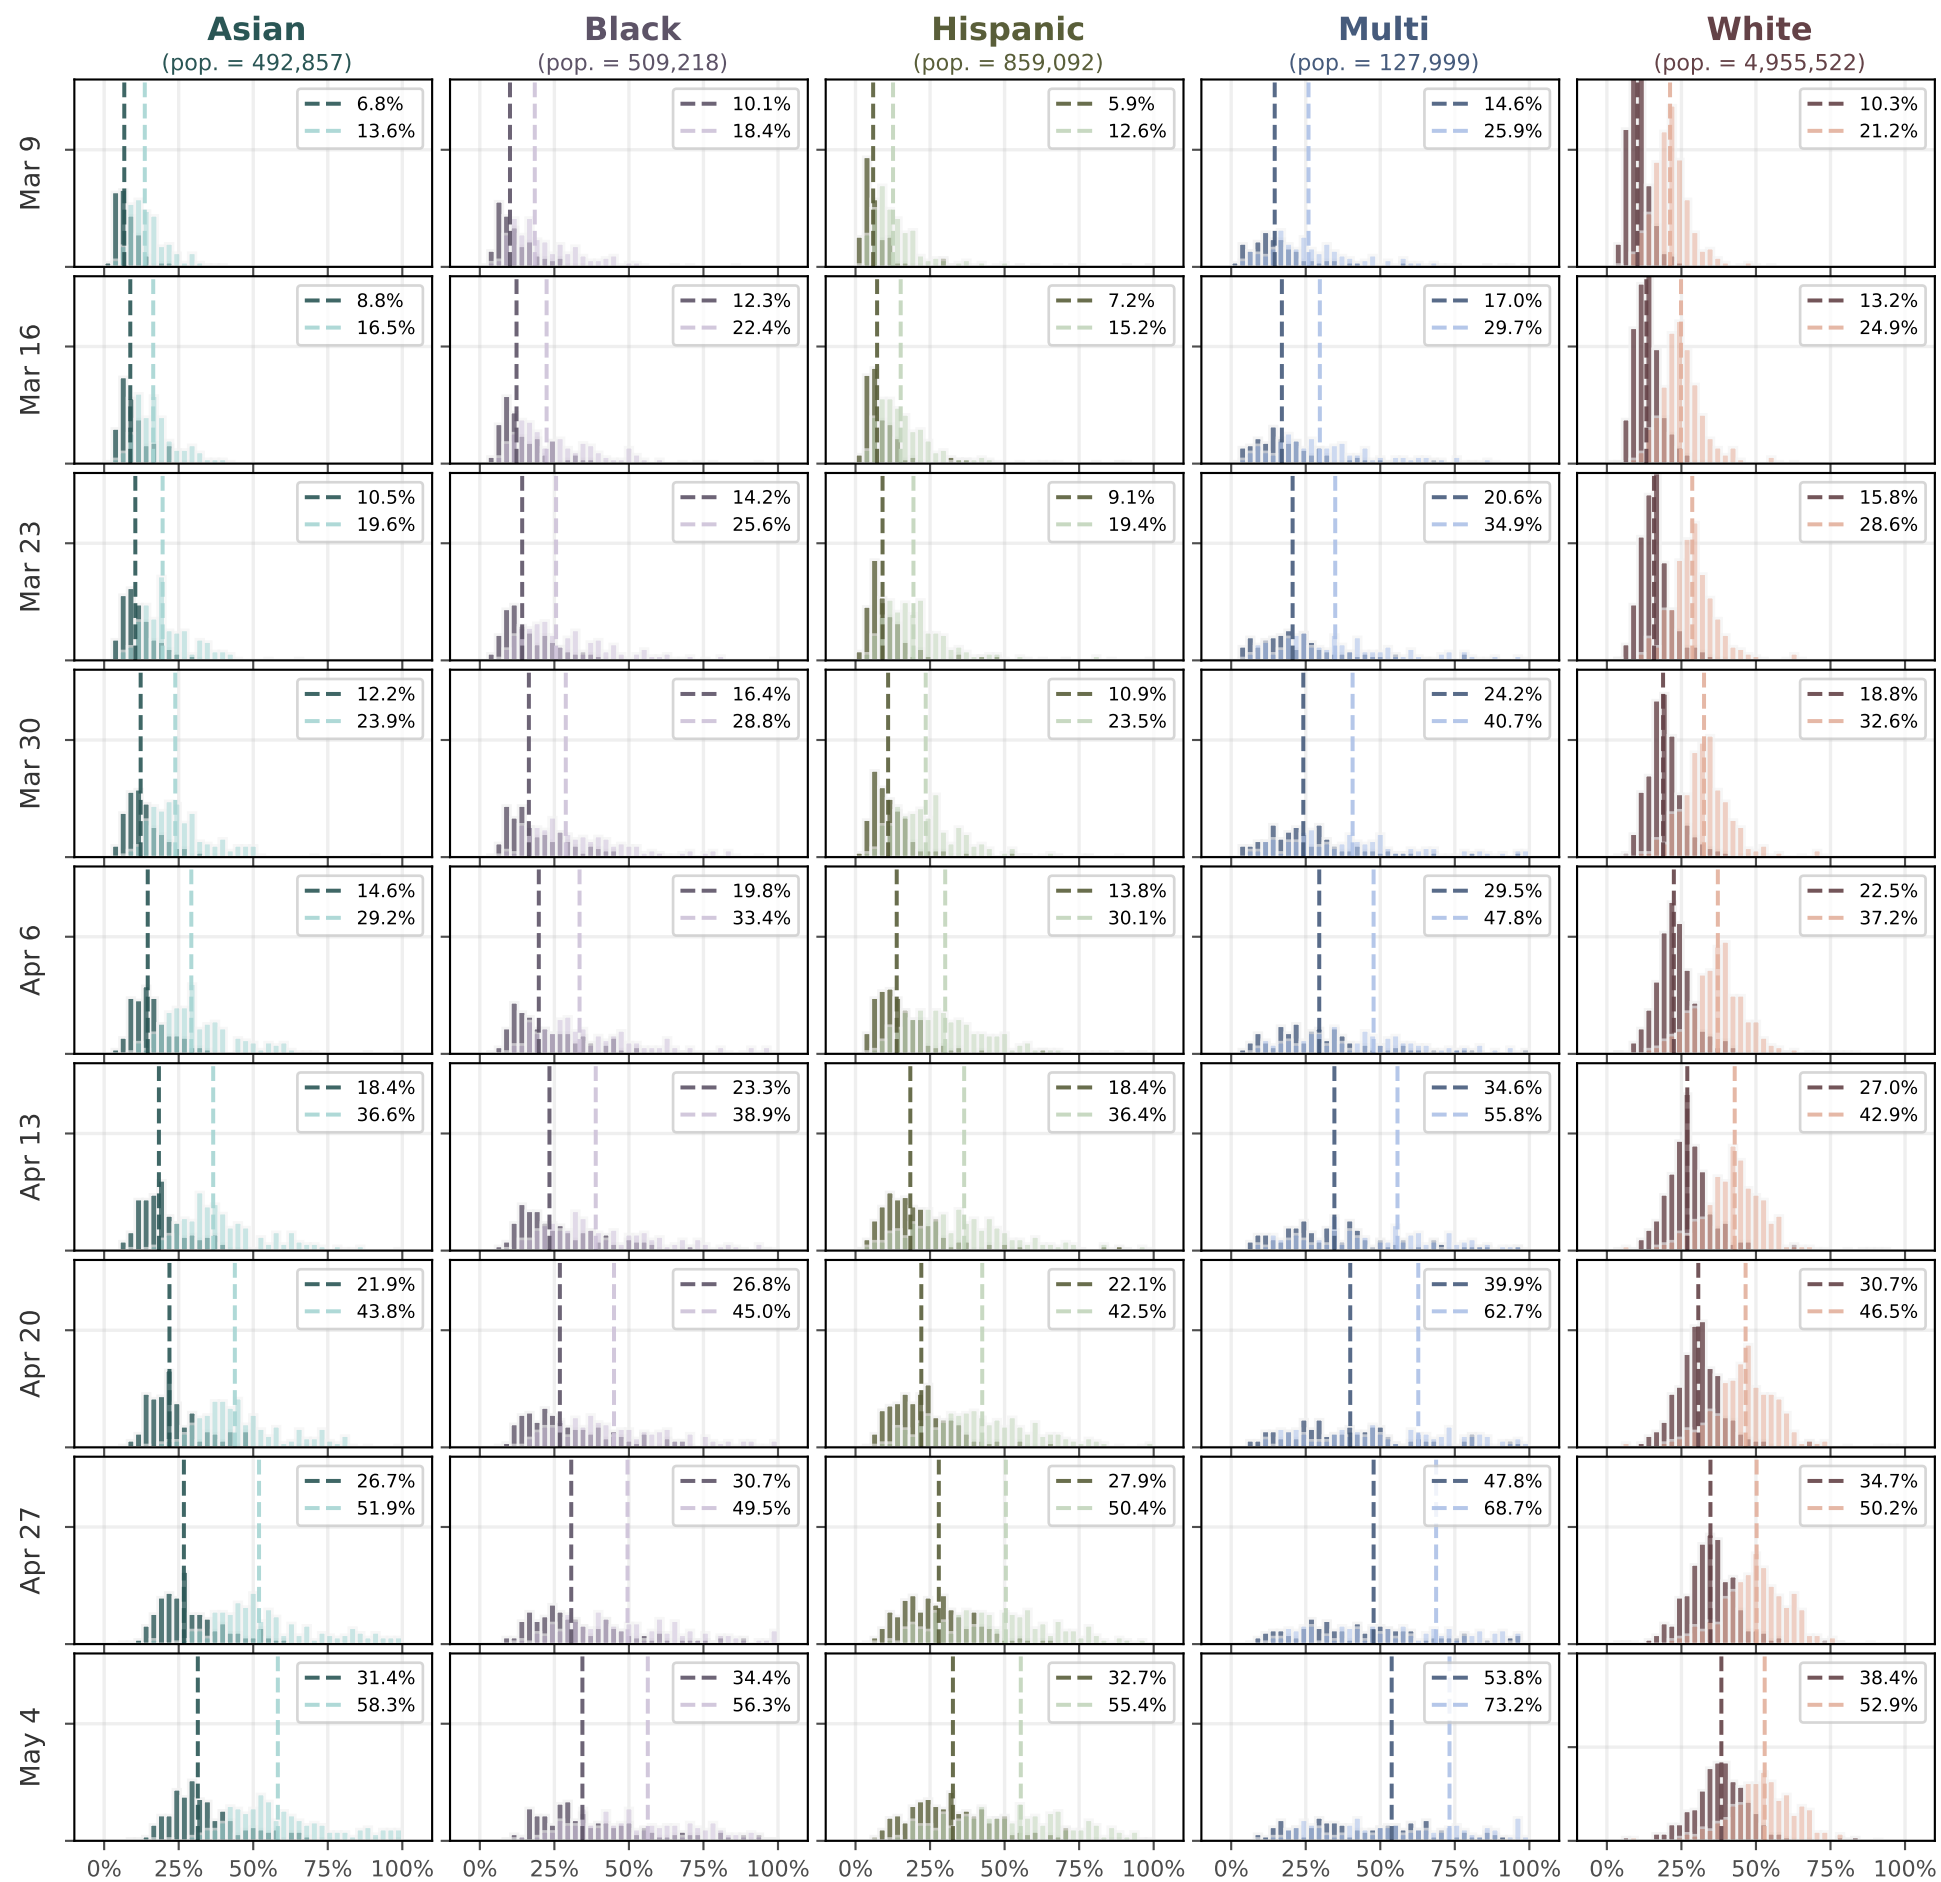 Asian Black Hispanic Multi White
(pop. = 492,857) (pop. = 509,218) (pop. = 859,092) (pop. = 127,999) (pop. = 4,955,522)
Mar 9
6.8% 10.1% 5.9% 14.6% 10.3%
13.6% 18.4% 12.6% 25.9% 21.2%
Mar 16
8.8% 12.3% 7.2% 17.0% 13.2%
16.5% 22.4% 15.2% 29.7% 24.9%
Mar 23
10.5% 14.2% 9.1% 20.6% 15.8%
19.6% 25.6% 19.4% 34.9% 28.6%
Mar 30
12.2% 16.4% 10.9% 24.2% 18.8%
23.9% 28.8% 23.5% 40.7% 32.6%
Apr 6
14.6% 19.8% 13.8% 29.5% 22.5%
29.2% 33.4% 30.1% 47.8% 37.2%
Apr 13
18.4% 23.3% 18.4% 34.6% 27.0%
36.6% 38.9% 36.4% 55.8% 42.9%
Apr 20
21.9% 26.8% 22.1% 39.9% 30.7%
43.8% 45.0% 42.5% 62.7% 46.5%
Apr 27
26.7% 30.7% 27.9% 47.8% 34.7%
51.9% 49.5% 50.4% 68.7% 50.2%
May 4
31.4% 34.4% 32.7% 53.8% 38.4%
58.3% 56.3% 55.4% 73.2% 52.9%
0% 25% 50% 75% 100% 0% 25% 50% 75% 100% 0% 25% 50% 75% 100% 0% 25% 50% 75% 100% 0% 25% 50% 75% 100%